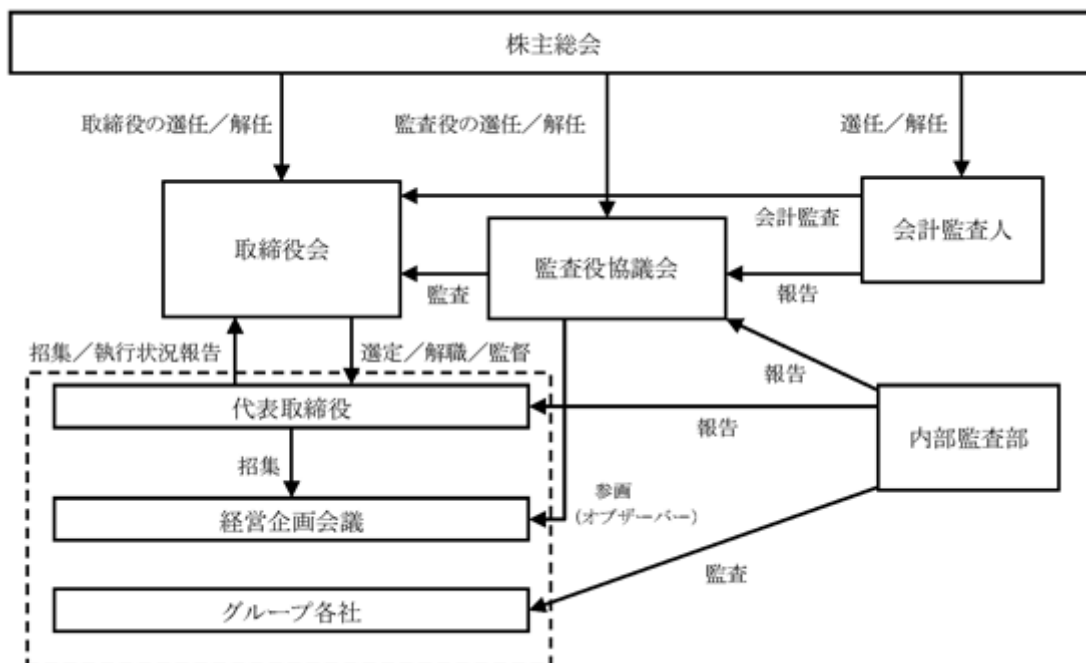 株主総会
取締役の選任／解任
監査役の選任／解任
選任／解任
取締役会
会計監査
会計監査人
監査役協議会
監査
報告
招集／執行状況報告
選定／解職／監督
報告
代表取締役
報告
内部監査部
招集
参画
(オブザーバー)
経営企画会議
監査
グループ各社